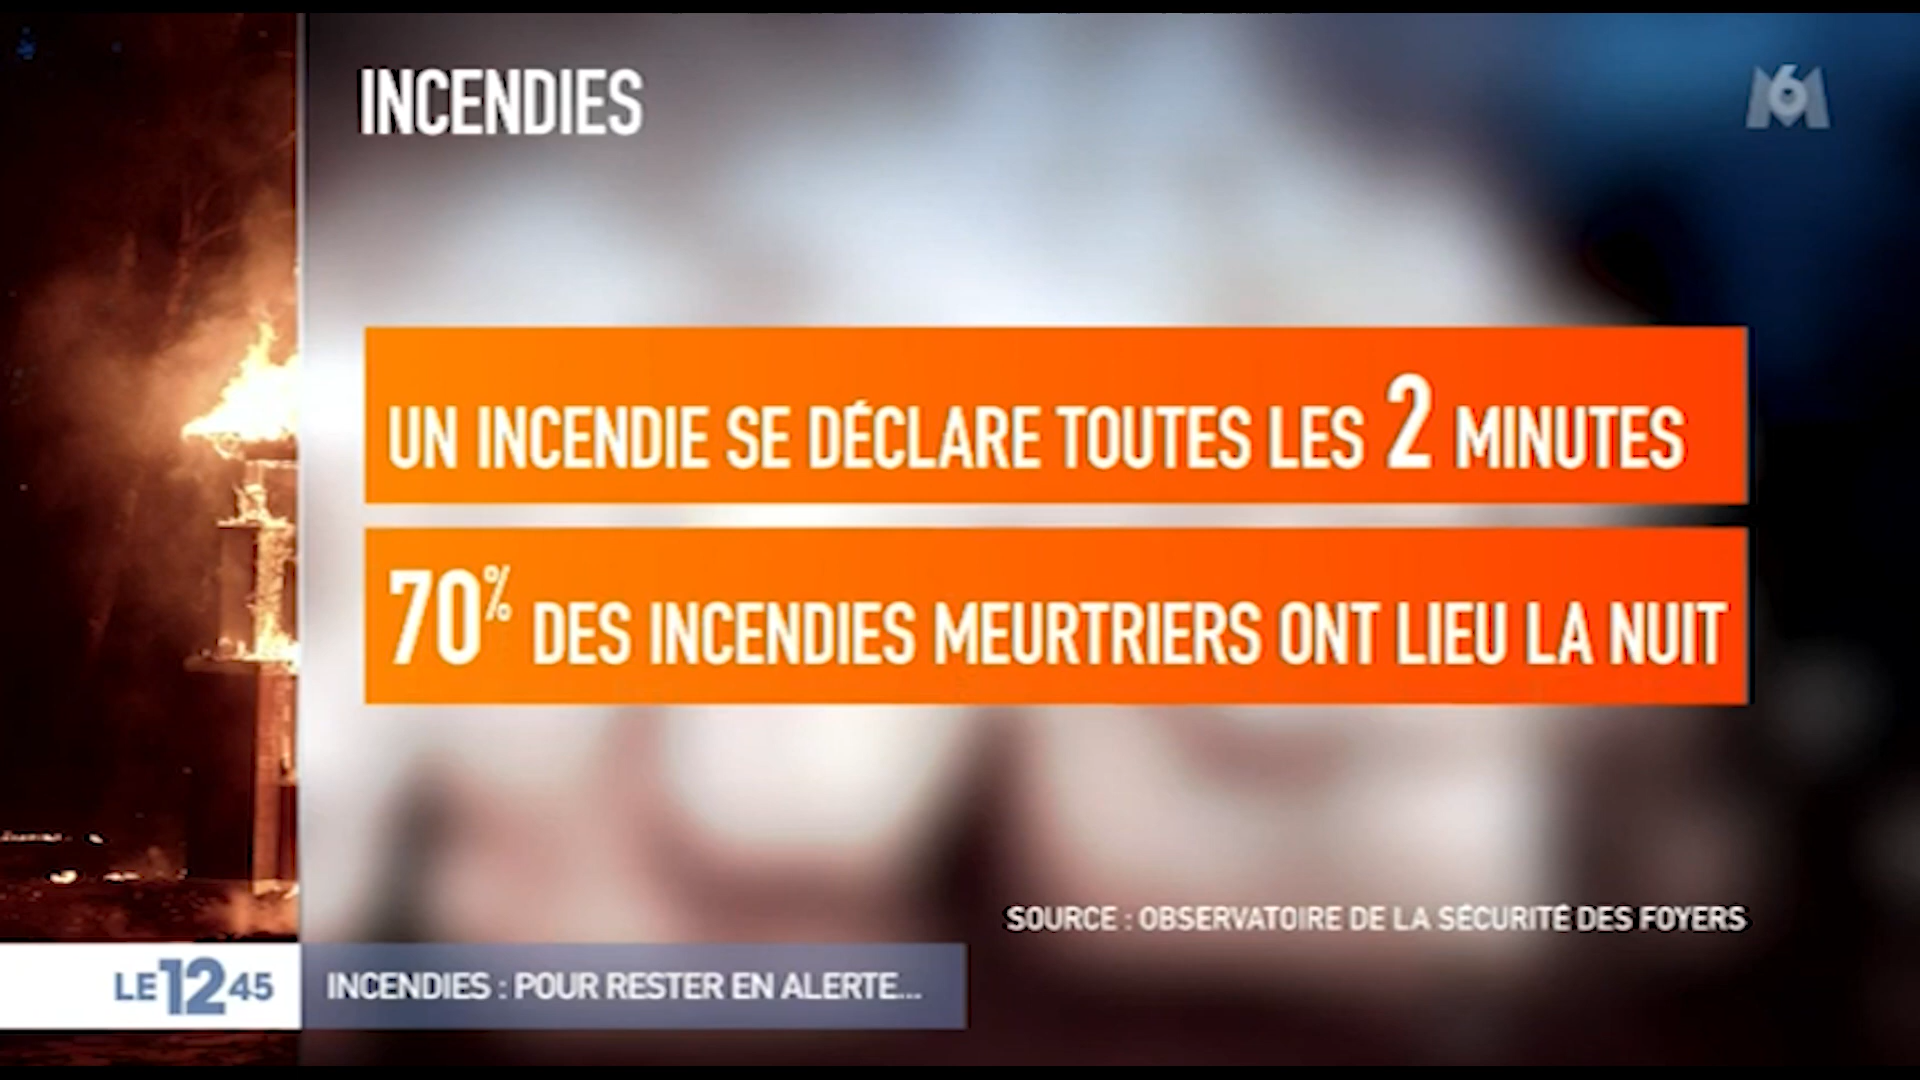 INCENDIES
M6
UN INCENDIE SE DÉCLARE TOUTES LES 2 MINUTES
70% DES INCENDIES MEURTRIERS ONT LIEU LA NUIT
SOURCE : OBSERVATOIRE DE LA SÉCURITÉ DES FOYERS
LE 12 45
INCENDIES : POUR RESTER EN ALERTE...